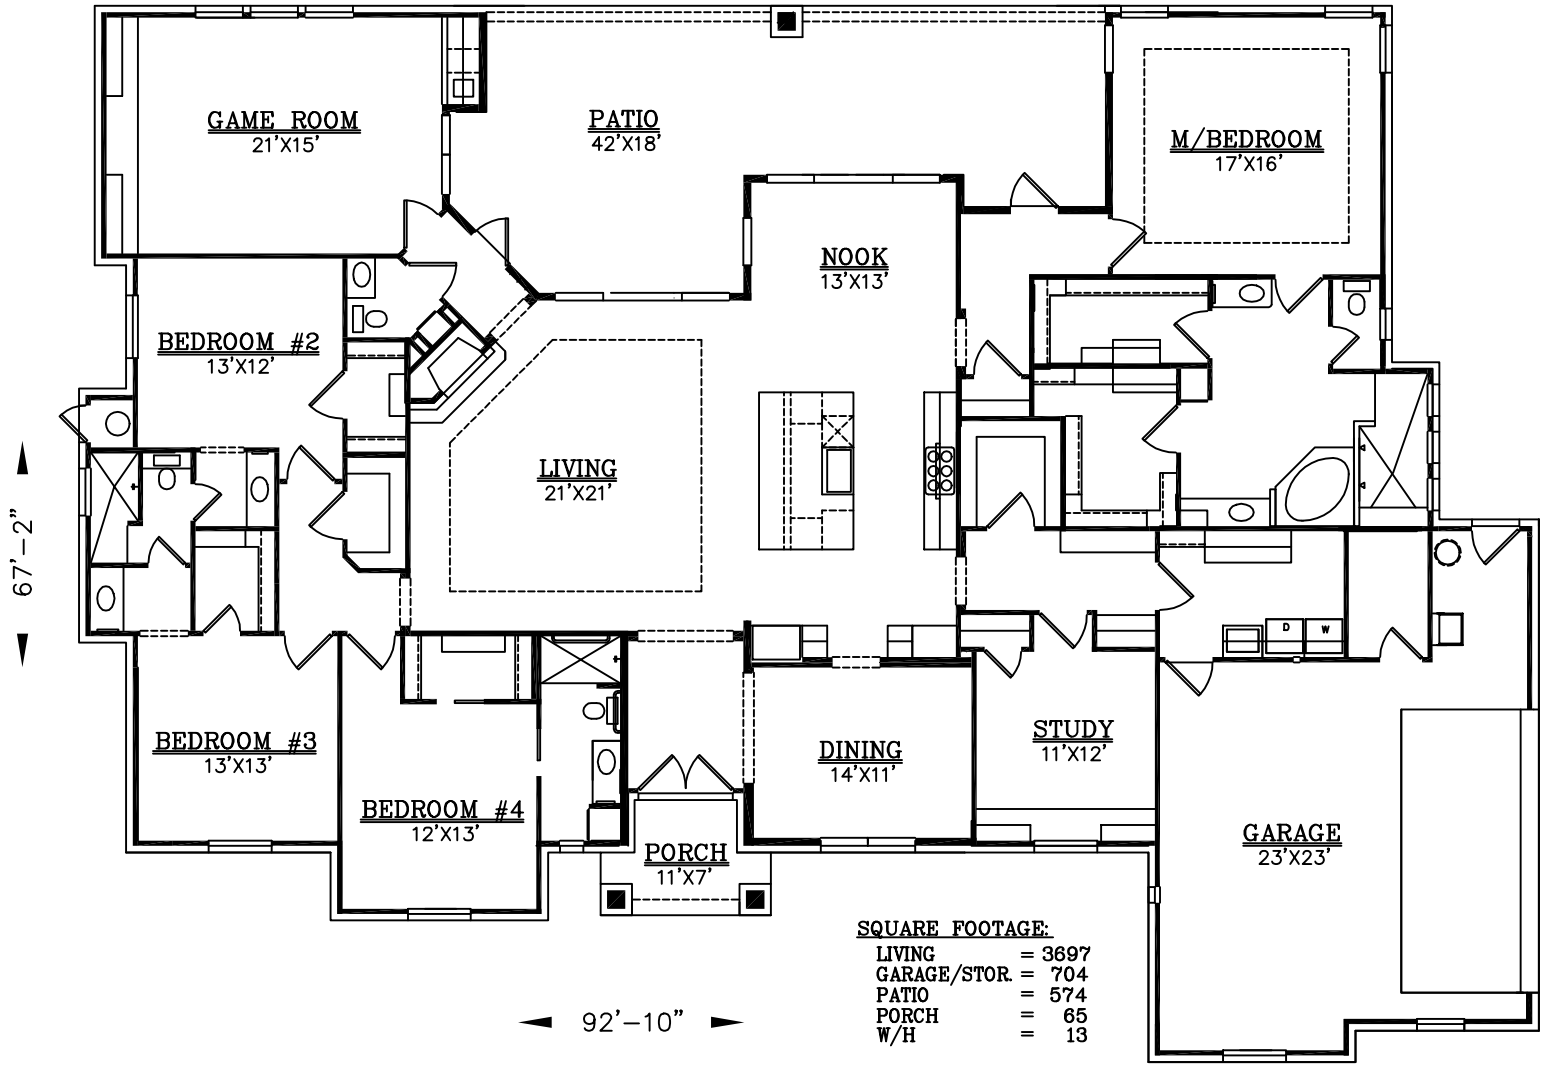 GAME ROOM
21'X15'
PATIO
42'X18'
M/BEDROOM
17'X16'
NOOK
13'X13'
BEDROOM #2
13'X12'
LIVING
21'X21'
67'-2"
D
W
BEDROOM #3
13'X13'
STUDY
11'X12'
DINING
14'X11'
BEDROOM #4
12'X13'
GARAGE
23'X23'
PORCH
11'X7'
SQUARE FOOTAGE:
LIVING = 3697
GARAGE/STOR. = 704
PATIO = 574
PORCH = 65
W/H = 13
92'-10"